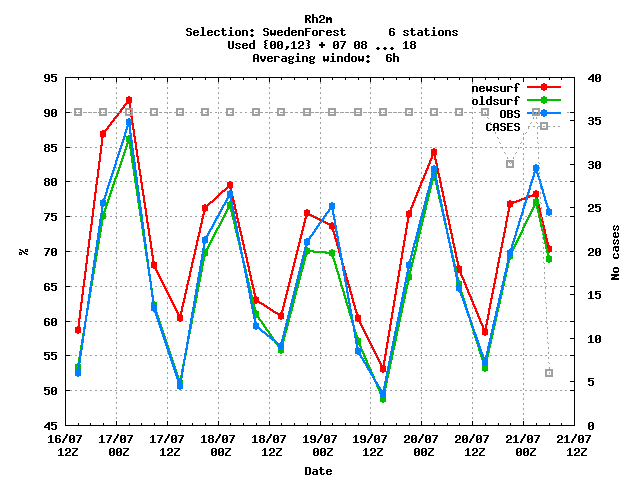 Rh2m
Selection: SwedenForest 6 stations
Used {00,12} + 07 08 ... 18
Averaging window: 6h
95 40
newsurf
oldsurf
OBS
CASES
90 35
85
80 30
75 25
70 20
65 15
60 10
55
50 5
45 0
%
No cases
16/07 17/07 17/07 18/07 18/07 19/07 19/07 20/07 20/07 21/07 21/07
12Z 00Z 12Z 00Z 12Z 00Z 12Z 00Z 12Z 00Z 12Z
Date